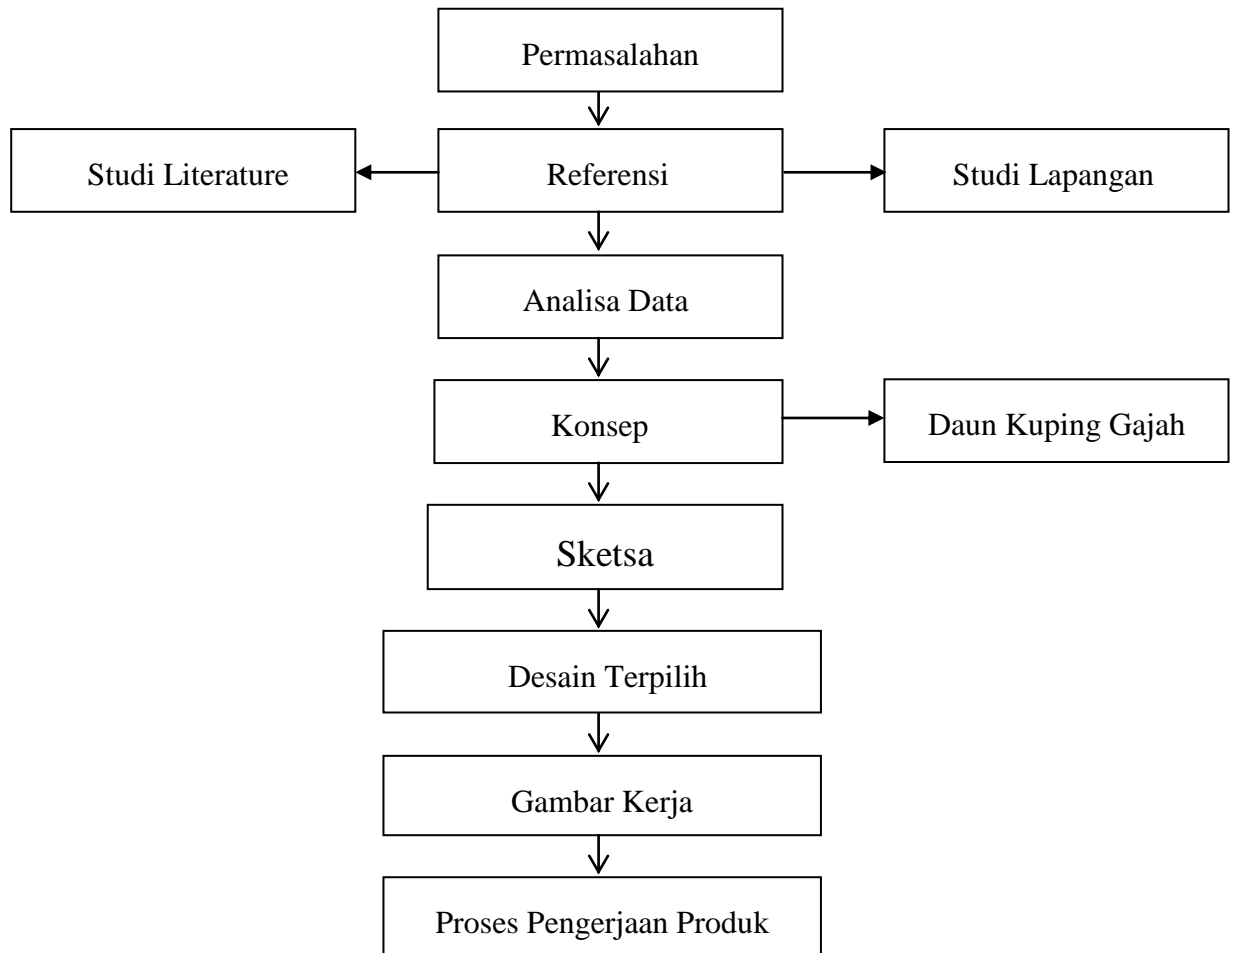 Permasalahan
Studi Literature
Referensi
Studi Lapangan
Analisa Data
Konsep
Daun Kuping Gajah
Sketsa
Desain Terpilih
Gambar Kerja
Proses Pengerjaan Produk